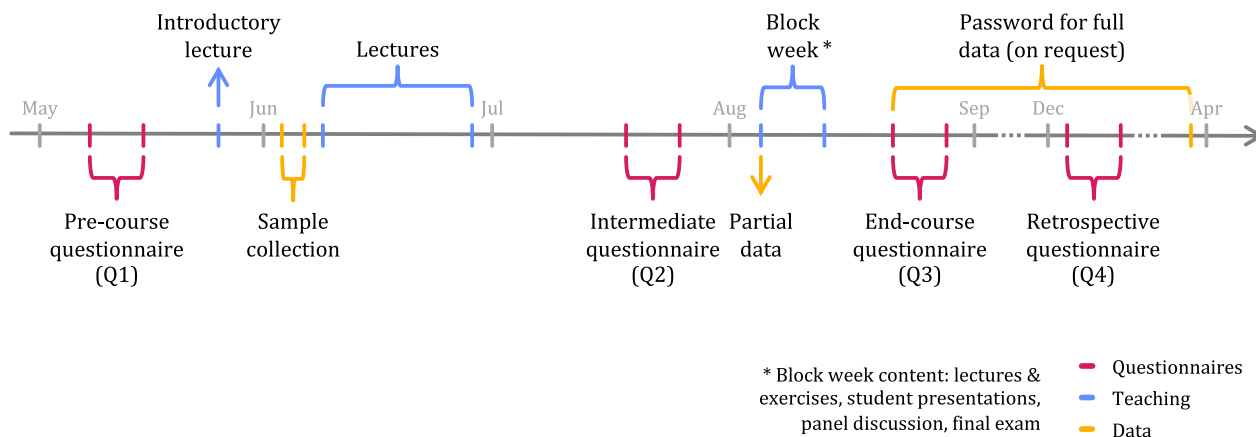 Introductory
lecture
Lectures
Block
week *
Password for full
data (on request)
May
Jun
Jul
Aug
Sep
Dec
Apr
Pre-course
questionnaire
(Q1)
Sample
collection
Intermediate
questionnaire
(Q2)
Partial
data
End-course
questionnaire
(Q3)
Retrospective
questionnaire
(Q4)
* Block week content: lectures &
exercises, student presentations,
panel discussion, final exam
Questionnaires
Teaching
Data